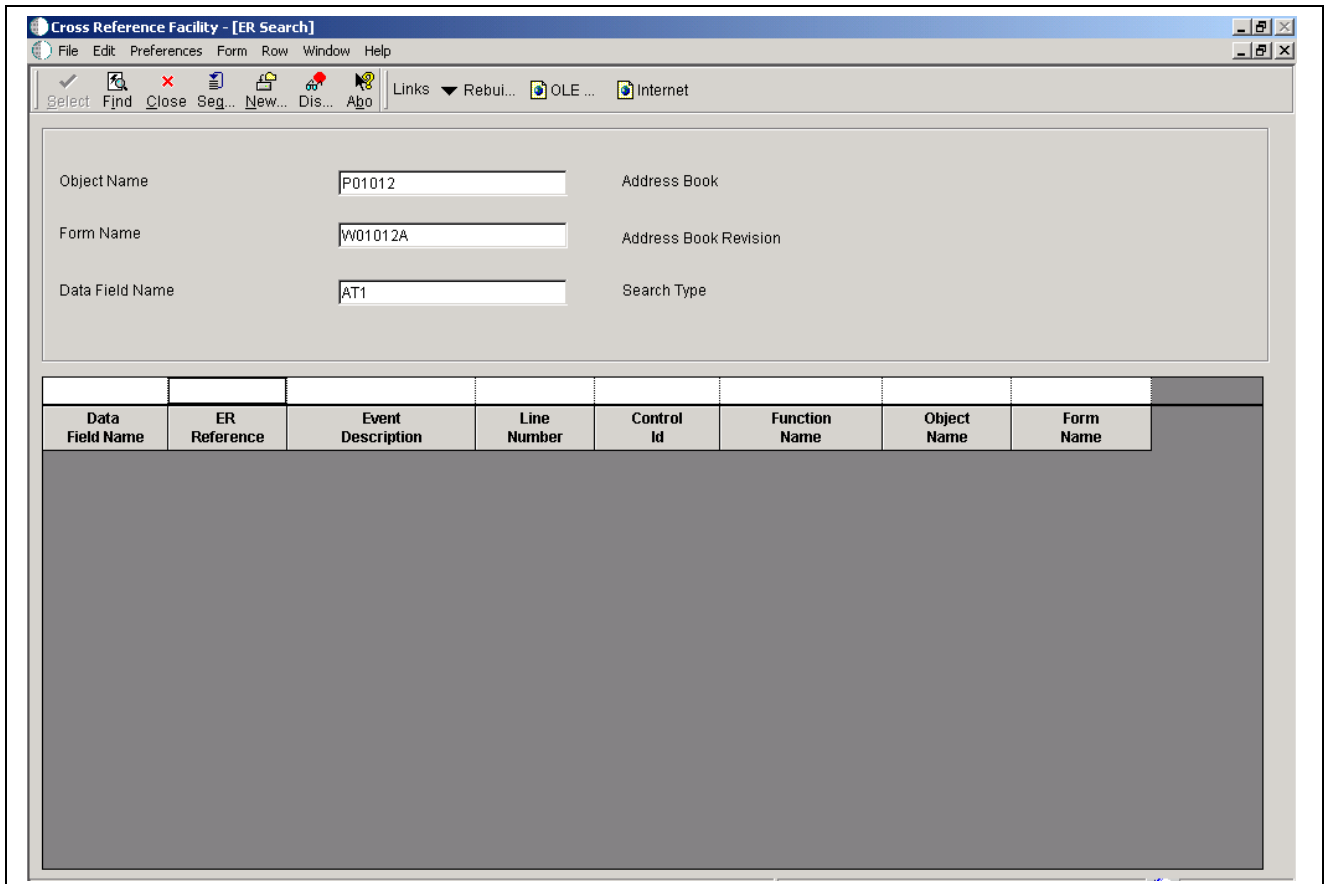 Cross Reference Facility - [ER Search]
File Edit Preferences Form Row Window Help
Select Find Close Seq... New... Dis... Abo Links Rebui... OLE ... Internet
Object Name P01012 Address Book
Form Name W01012A Address Book Revision
Data Field Name AT1 Search Type
Data Field Name ER Reference Event Description Line Number Control Id Function Name Object Name Form Name